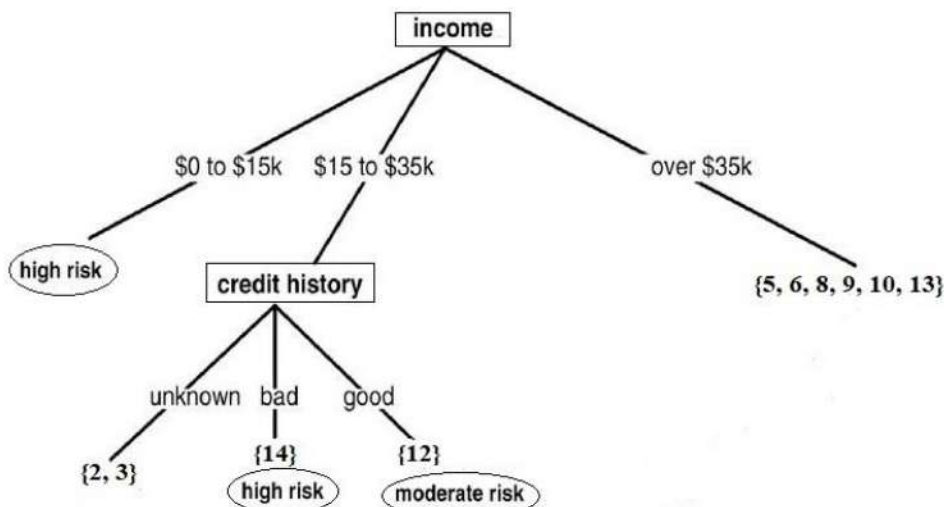 income
$0 to $15k
$15 to $35k
over $35k
high risk
credit history
{5, 6, 8, 9, 10, 13}
unknown
bad
good
{2, 3}
{14}
{12}
high risk
moderate risk